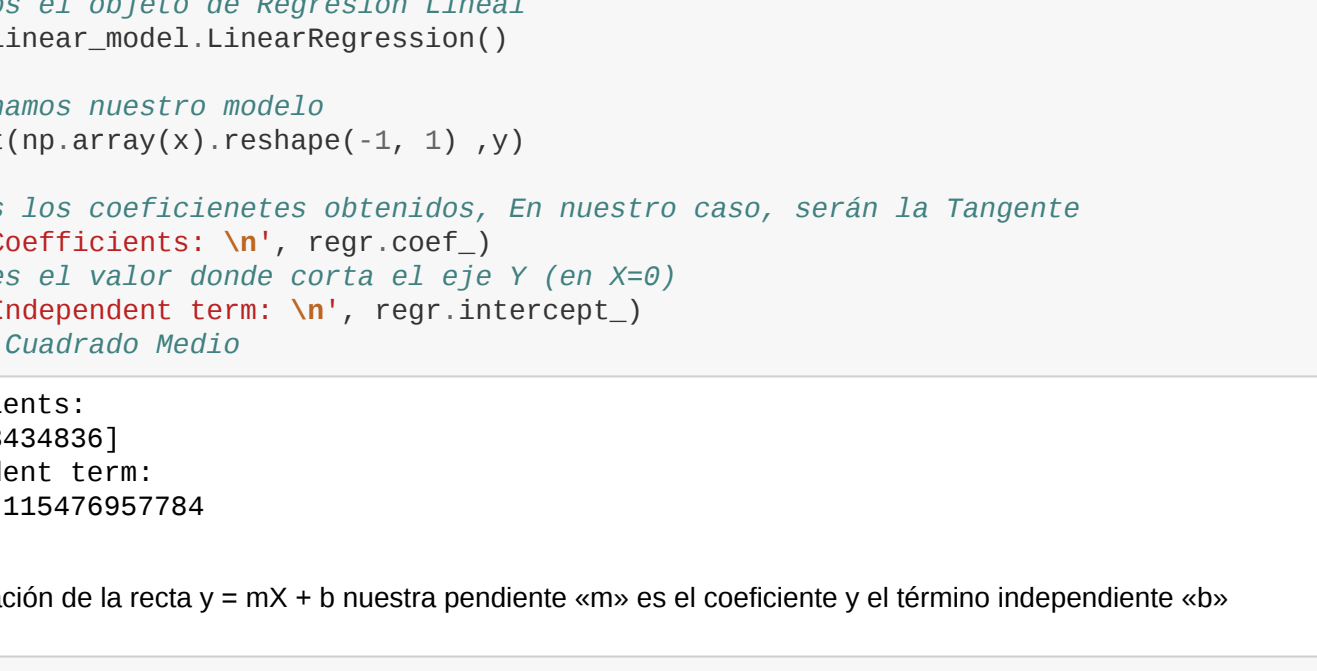 os el objeto de Regresión Lineal
linear_model.LinearRegression()
namos nuestro modelo
t(np.array(x).reshape(-1, 1) ,y)
s los coeficienetes obtenidos, En nuestro caso, serán la Tangente
Coefficients: \n', regr.coef_)
es el valor donde corta el eje Y (en X=0)
Independent term: \n', regr.intercept_)
Cuadrado Medio
ients:
3434836]
dent term:
115476957784
ación de la recta y = mX + b nuestra pendiente «m» es el coeficiente y el término independiente «b»